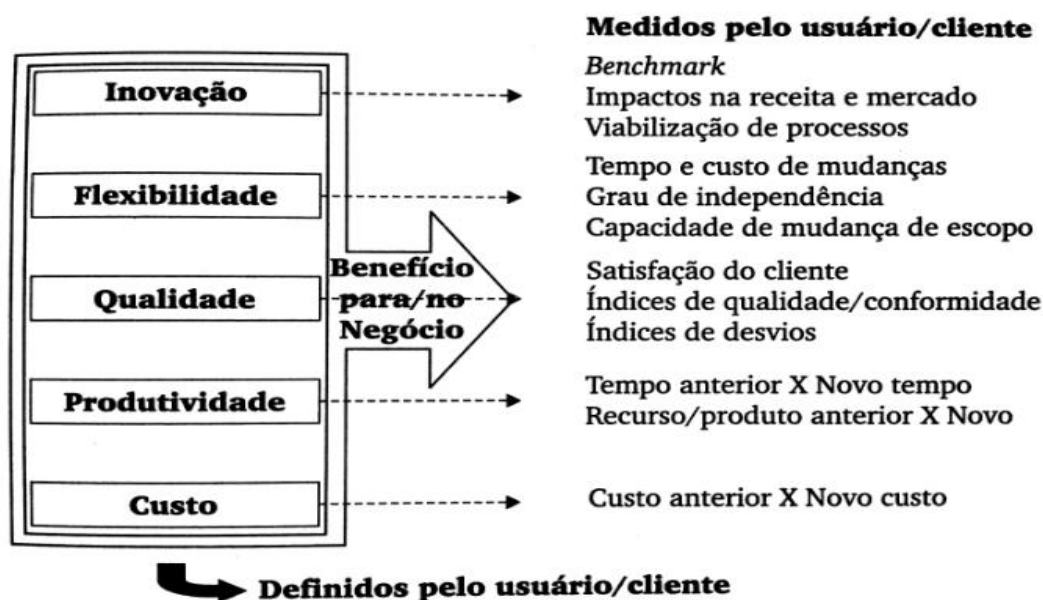 Medidos pelo usuário/cliente
Inovação
Benchmark
Impactos na receita e mercado
Viabilização de processos
Flexibilidade
Tempo e custo de mudanças
Grau de independência
Capacidade de mudança de escopo
Benefício
para/no
Negócio
Qualidade
Satisfação do cliente
Índices de qualidade/conformidade
Índices de desvios
Produtividade
Tempo anterior X Novo tempo
Recurso/produto anterior X Novo
Custo
Custo anterior X Novo custo
Definidos pelo usuário/cliente